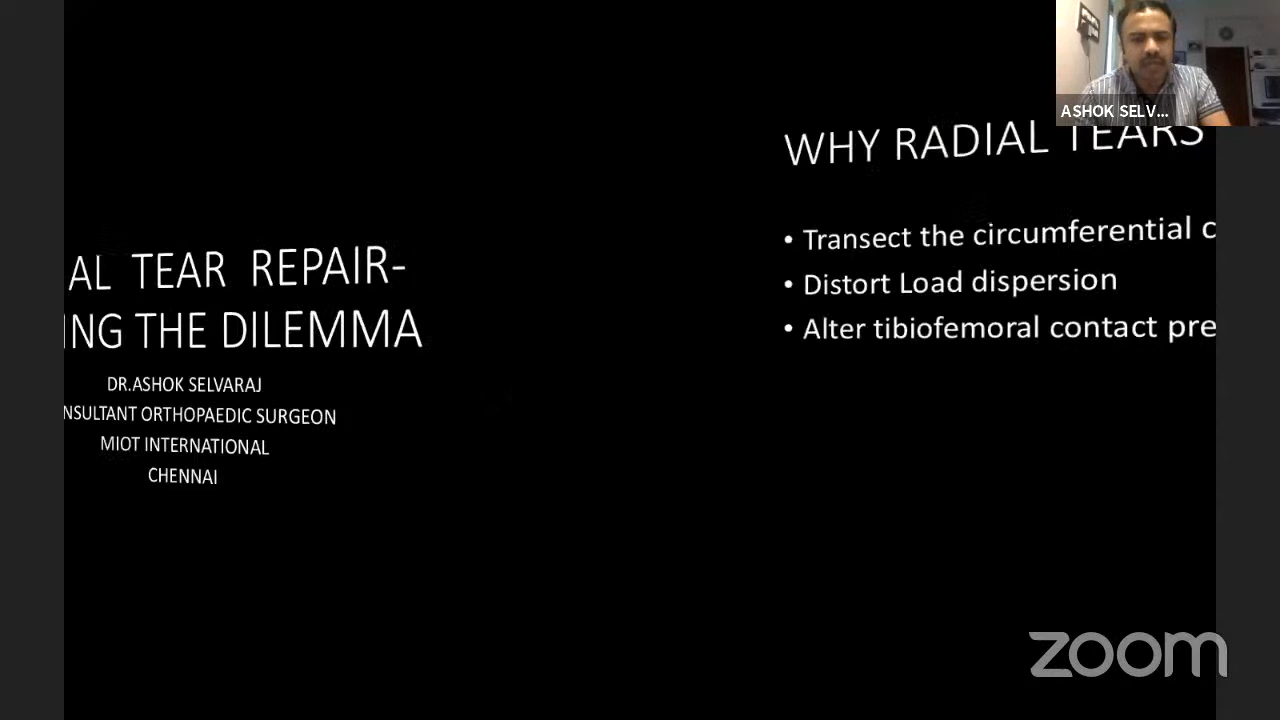 ASHOK SELV...
WHY RADIAL TEARS
• Transect the circumferential c
• Distort Load dispersion
• Alter tibiofemoral contact pre
AL TEAR REPAIR-
ING THE DILEMMA
DR.ASHOK SELVARAJ
NSULTANT ORTHOPAEDIC SURGEON
MIOT INTERNATIONAL
CHENNAI
zoom